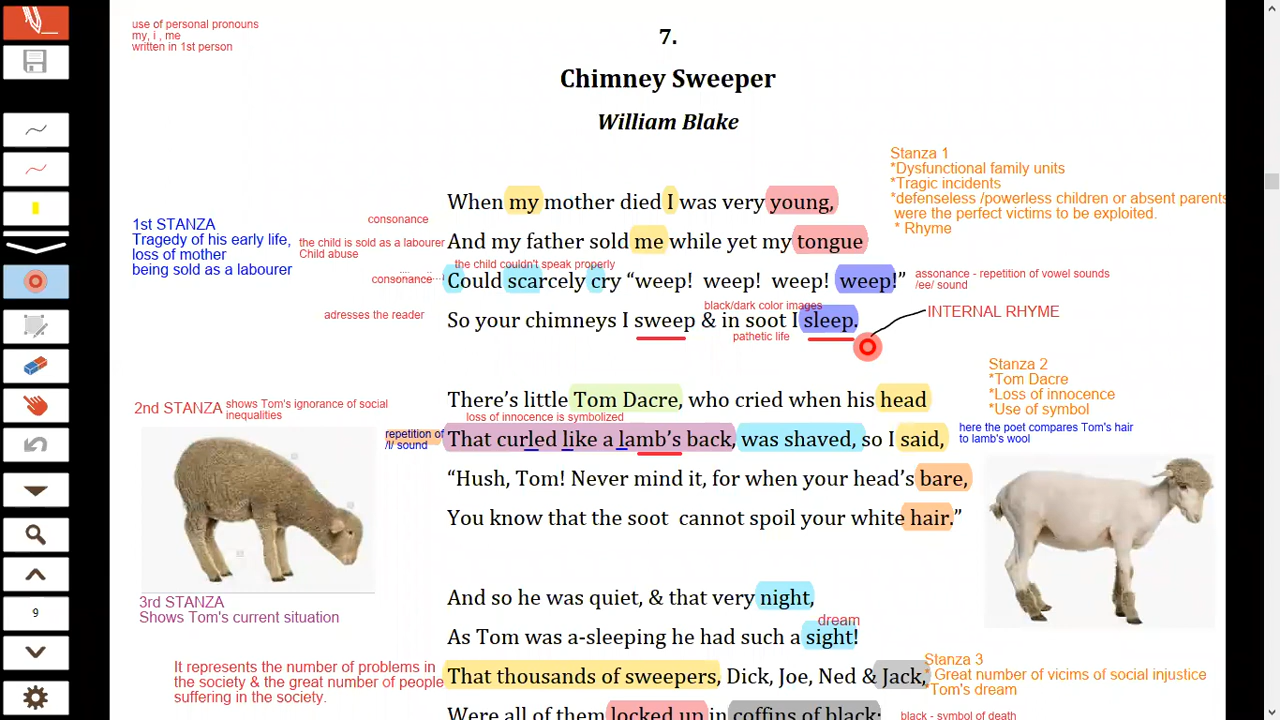 use of personal pronouns
my, i , me
written in 1st person
7.
Chimney Sweeper
William Blake
Stanza 1
*Dysfunctional family units
*Tragic incidents
*defenseless /powerless children or absent parents
were the perfect victims to be exploited.
* Rhyme
1st STANZA
Tragedy of his early life,
loss of mother
being sold as a labourer
consonance
When my mother died I was very young,
the child is sold as a labourer
Child abuse
And my father sold me while yet my tongue
the child couldn't speak properly
consonance
Could scarcely cry “weep! weep! weep! weep!”
assonance - repetition of vowel sounds
/ee/ sound
black/dark color images
adresses the reader
So your chimneys I sweep & in soot I sleep.
pathetic life
INTERNAL RHYME
Stanza 2
*Tom Dacre
*Loss of innocence
*Use of symbol
2nd STANZA shows Tom's ignorance of social
inequalities
There’s little Tom Dacre, who cried when his head
loss of innocence is symbolized
repetition of
/l/ sound
That curled like a lamb’s back, was shaved, so I said,
here the poet compares Tom's hair
to lamb's wool
“Hush, Tom! Never mind it, for when your head’s bare,
You know that the soot cannot spoil your white hair.”
And so he was quiet, & that very night,
3rd STANZA
Shows Tom's current situation
dream
As Tom was a-sleeping he had such a sight!
It represents the number of problems in
the society & the great number of people
suffering in the society.
That thousands of sweepers, Dick, Joe, Ned & Jack,
Stanza 3
* Great number of vicims of social injustice
*Tom's dream
Were all of them locked up in coffins of black;
black - symbol of death
9